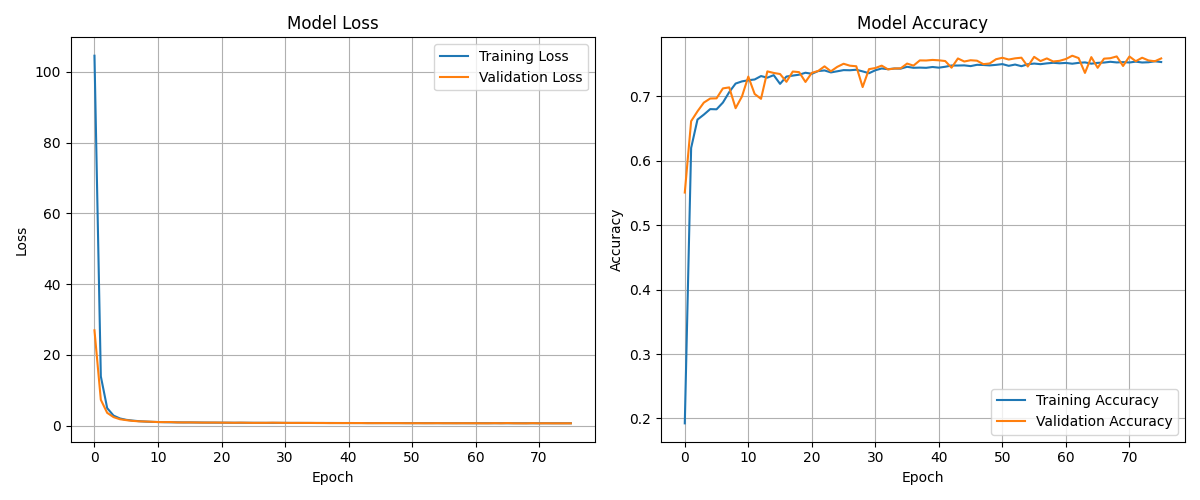 Model Loss
Training Loss
Validation Loss
100
80
60
40
20
0
Loss
0 10 20 30 40 50 60 70
Epoch
Model Accuracy
0.7
0.6
0.5
0.4
0.3
0.2
Accuracy
Training Accuracy
Validation Accuracy
0 10 20 30 40 50 60 70
Epoch